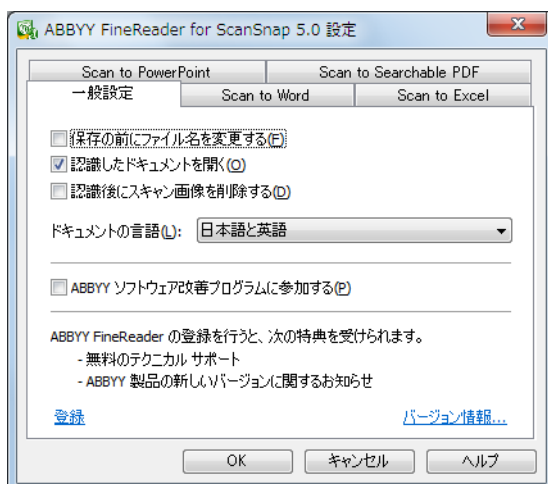 ABBYY FineReader for ScanSnap 5.0 設定
Scan to PowerPoint
Scan to Searchable PDF
一般設定
Scan to Word
Scan to Excel
保存の前にファイル名を変更する(F)
認識したドキュメントを開く(O)
認識後にスキャン画像を削除する(D)
ドキュメントの言語(L): 日本語と英語
ABBYY ソフトウェア改善プログラムに参加する(P)
ABBYY FineReader の登録を行うと、次の特典を受けられます。
- 無料のテクニカル サポート
- ABBYY 製品の新しいバージョンに関するお知らせ
登録
バージョン情報...
OK
キャンセル
ヘルプ